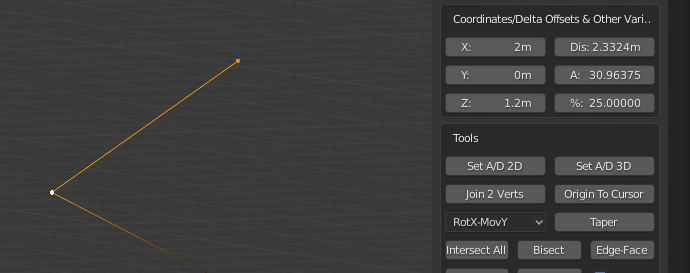 Coordinates/Delta Offsets & Other Vari..
X: 2m Dis: 2.3324m
Y: 0m A: 30.96375
Z: 1.2m %: 25.00000
Tools
Set A/D 2D Set A/D 3D
Join 2 Verts Origin To Cursor
RotX-MovY Taper
Intersect All Bisect Edge-Face